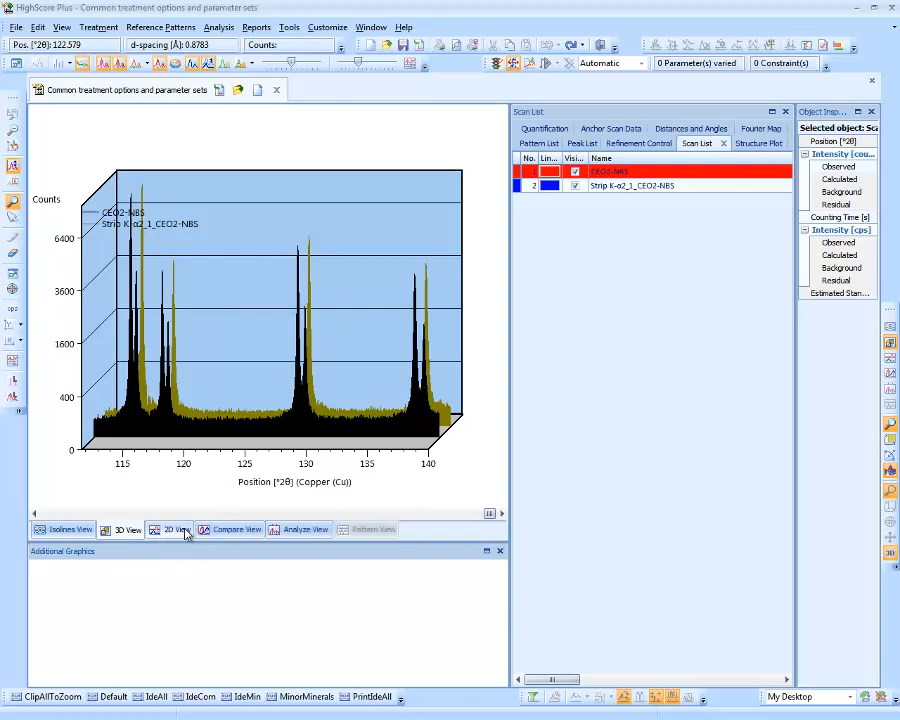 HighScore Plus - Common treatment options and parameter sets
File Edit View Treatment Reference Patterns Analysis Reports Tools Customize Window Help
Pos. [°2θ]: 122.579 d-spacing [Å]: 0.8783 Counts:
Automatic 0 Parameter(s) varied 0 Constraint(s)
Common treatment options and parameter sets
Scan List
Object Insp...
Quantification Anchor Scan Data Distances and Angles Fourier Map
Pattern List Peak List Refinement Control Scan List Structure Plot
No. Lin... Visi... Name
1 CEO2-NBS
2 Strip K-α2_1_CEO2-NBS
Selected object: Sca
Position [°2θ]
Intensity [cou...
Observed
Calculated
Background
Residual
Counting Time [s]
Intensity [cps]
Observed
Calculated
Background
Residual
Estimated Stan...
Counts
CEO2-NBS
Strip K-α2_1_CEO2-NBS
6400
3600
1600
400
0
115 120 125 130 135 140
Position [°2θ] (Copper (Cu))
cps
Isolines View 3D View 2D View Compare View Analyze View Pattern View
Additional Graphics
3D
ClipAllToZoom Default IdeAll IdeCom IdeMin MinorMinerals PrintIdeAll My Desktop